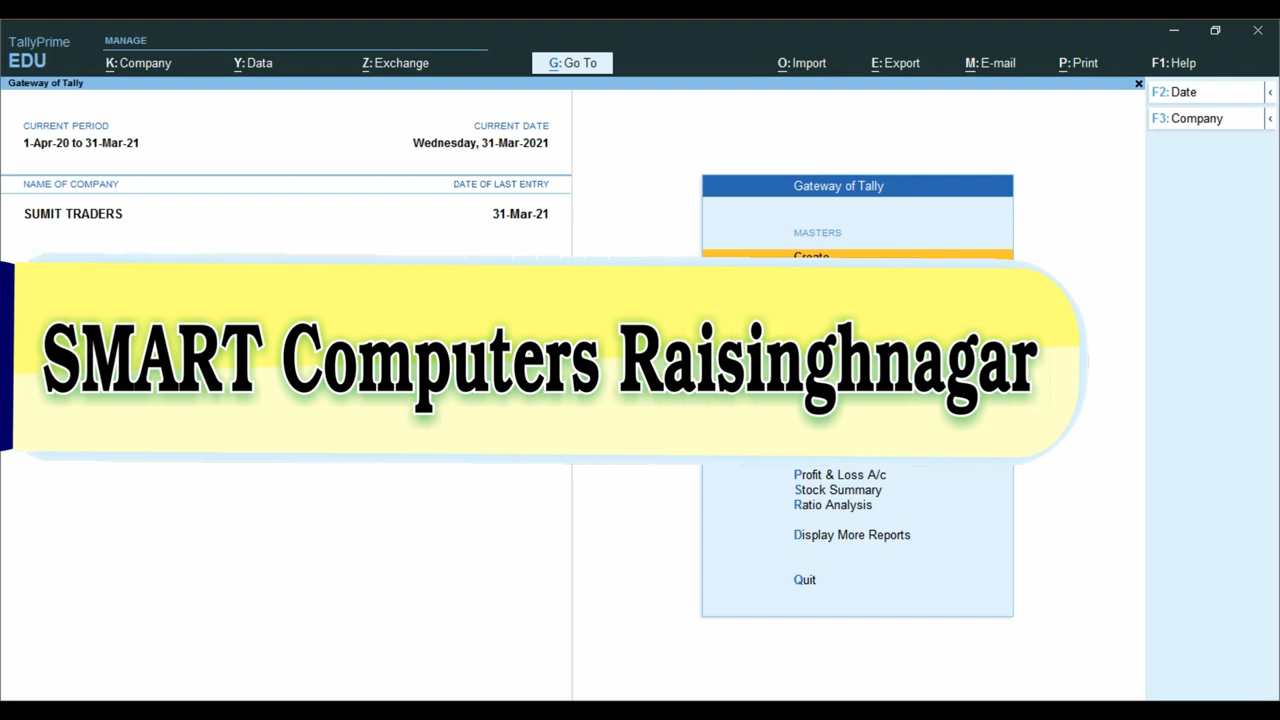 TallyPrime
EDU
MANAGE
K: Company
Y: Data
Z: Exchange
G: Go To
O: Import
E: Export
M: E-mail
P: Print
F1: Help
Gateway of Tally
F2: Date
F3: Company
CURRENT PERIOD
CURRENT DATE
1-Apr-20 to 31-Mar-21
Wednesday, 31-Mar-2021
NAME OF COMPANY
DATE OF LAST ENTRY
SUMIT TRADERS
31-Mar-21
Gateway of Tally
MASTERS
Create
SMART Computers Raisinghnagar
Profit & Loss A/c
Stock Summary
Ratio Analysis
Display More Reports
Quit